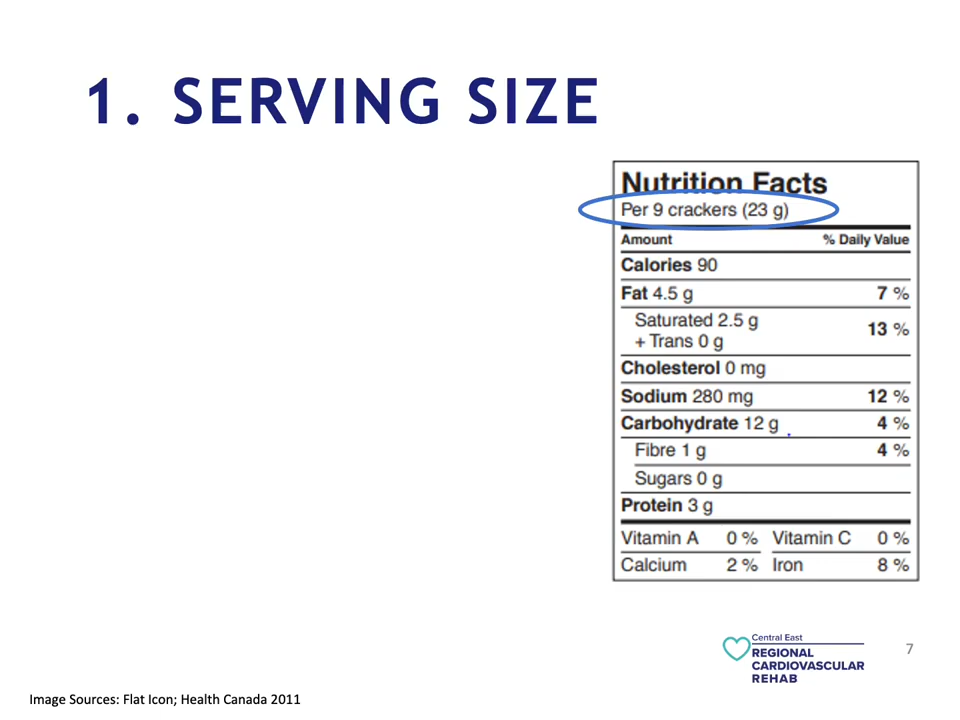 1. SERVING SIZE
Nutrition Facts
Per 9 crackers (23 g)
Amount % Daily Value
Calories 90
Fat 4.5 g 7 %
Saturated 2.5 g
+ Trans 0 g 13 %
Cholesterol 0 mg
Sodium 280 mg 12 %
Carbohydrate 12 g 4 %
Fibre 1 g 4 %
Sugars 0 g
Protein 3 g
Vitamin A 0 % Vitamin C 0 %
Calcium 2 % Iron 8 %
Central East
REGIONAL
CARDIOVASCULAR
REHAB
7
Image Sources: Flat Icon; Health Canada 2011